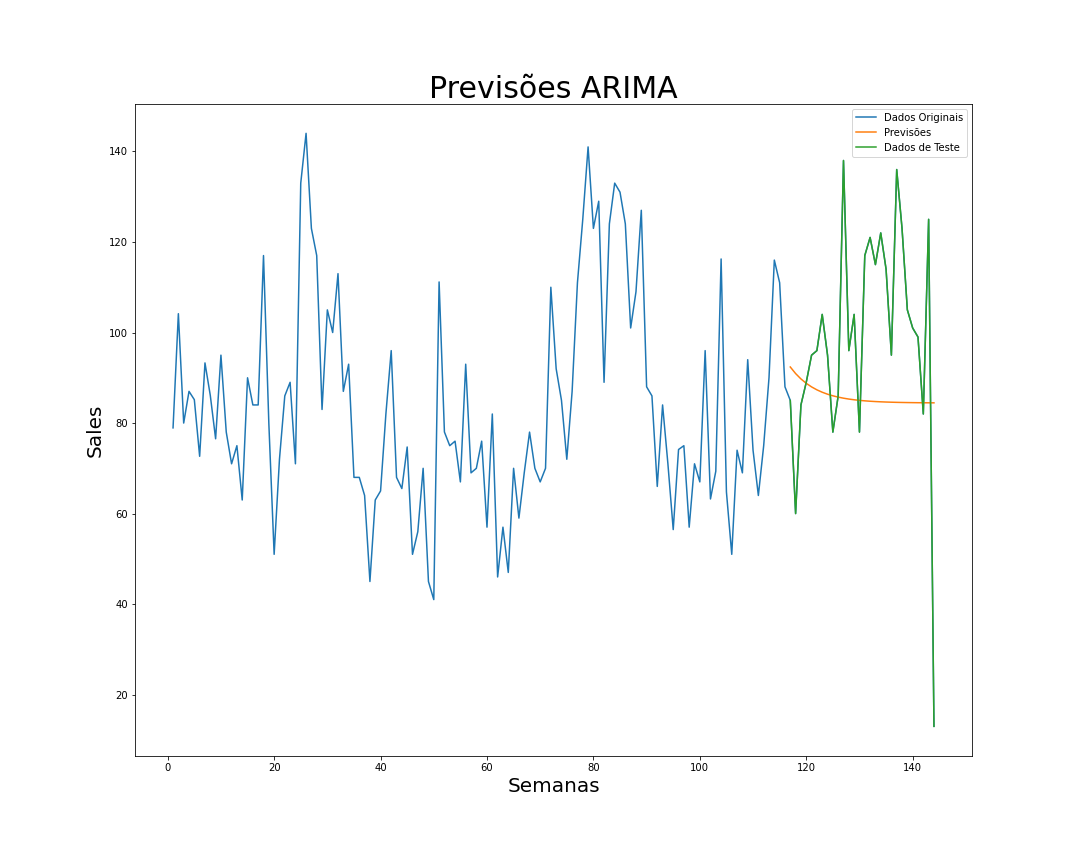 Previsões ARIMA
Dados Originais
Previsões
Dados de Teste
Sales
140
120
100
80
60
40
20
0 20 40 60 80 100 120 140
Semanas